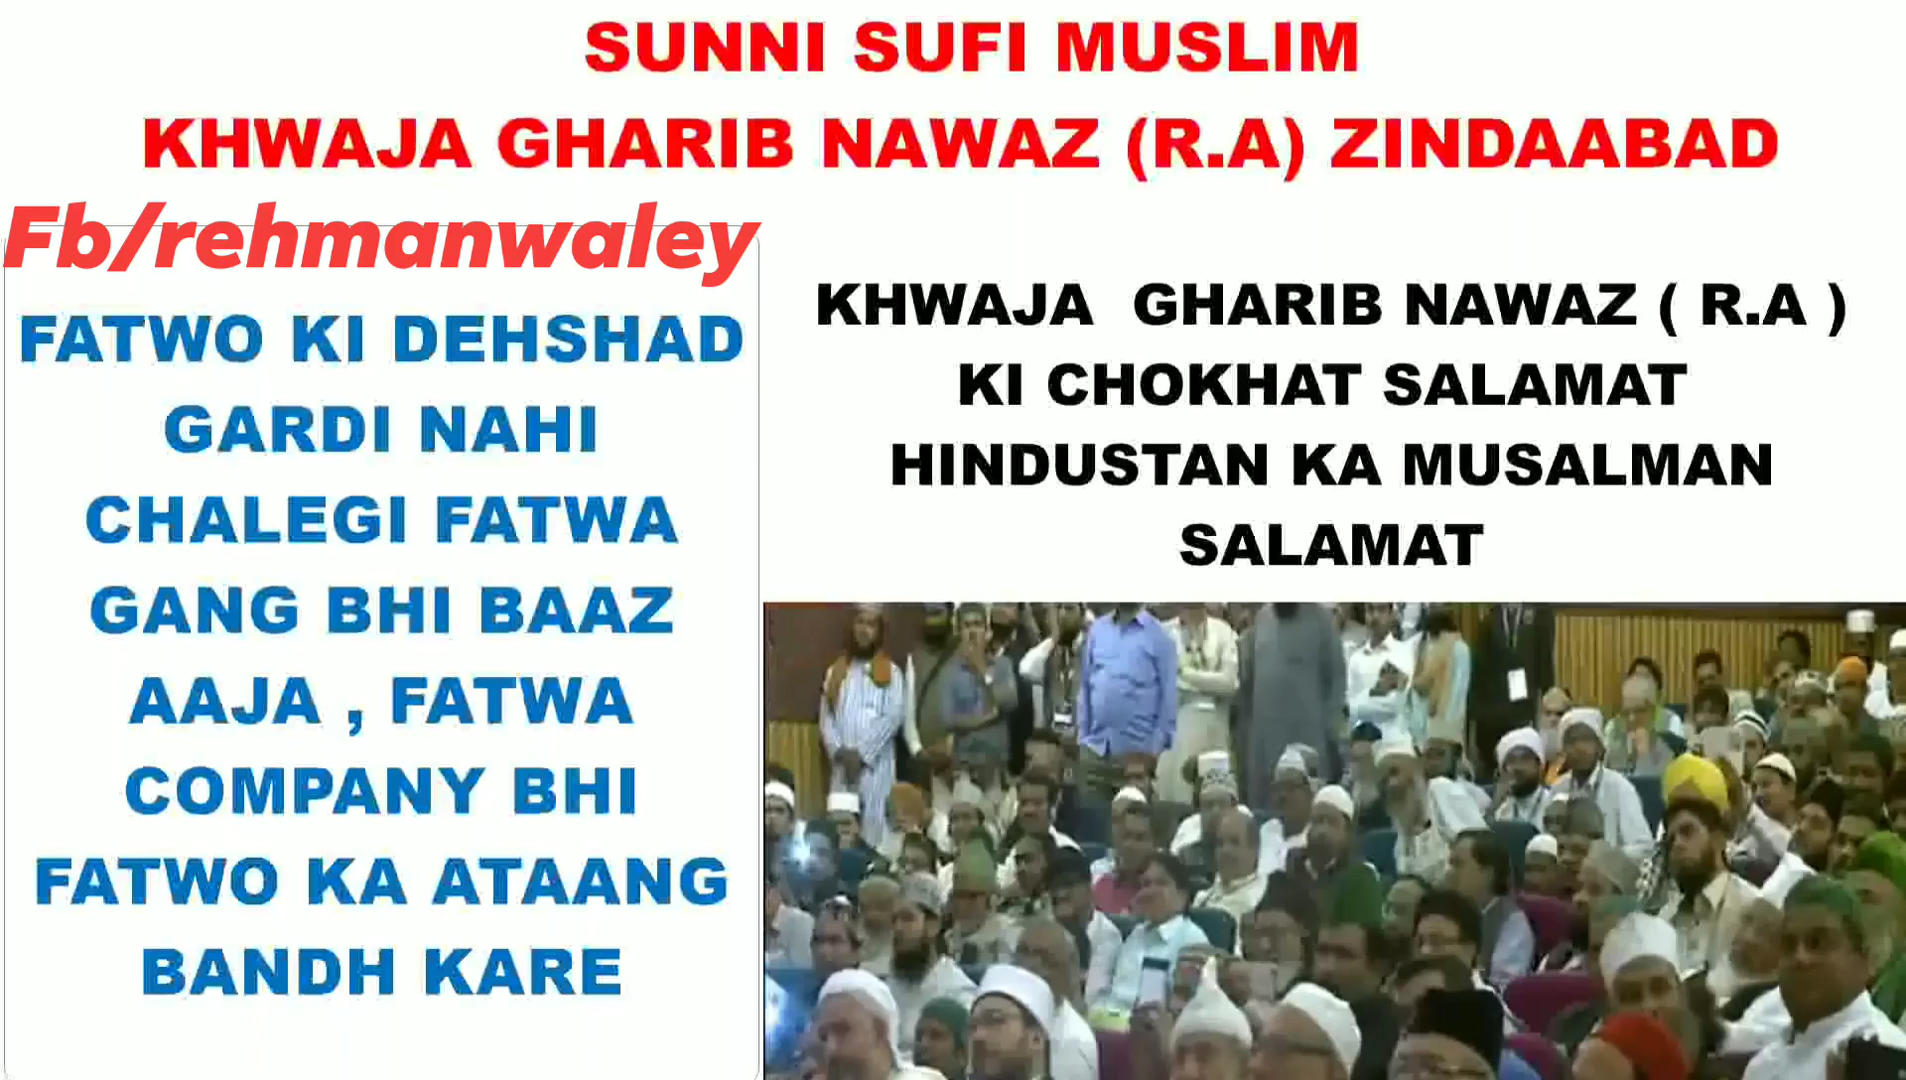 SUNNI SUFI MUSLIM
KHWAJA GHARIB NAWAZ (R.A) ZINDAABAD
Fb/rehmanwaley
FATWO KI DEHSHAD
GARDI NAHI
CHALEGI FATWA
GANG BHI BAAZ
AAJA , FATWA
COMPANY BHI
FATWO KA ATAANG
BANDH KARE
KHWAJA GHARIB NAWAZ ( R.A )
KI CHOKHAT SALAMAT
HINDUSTAN KA MUSALMAN
SALAMAT